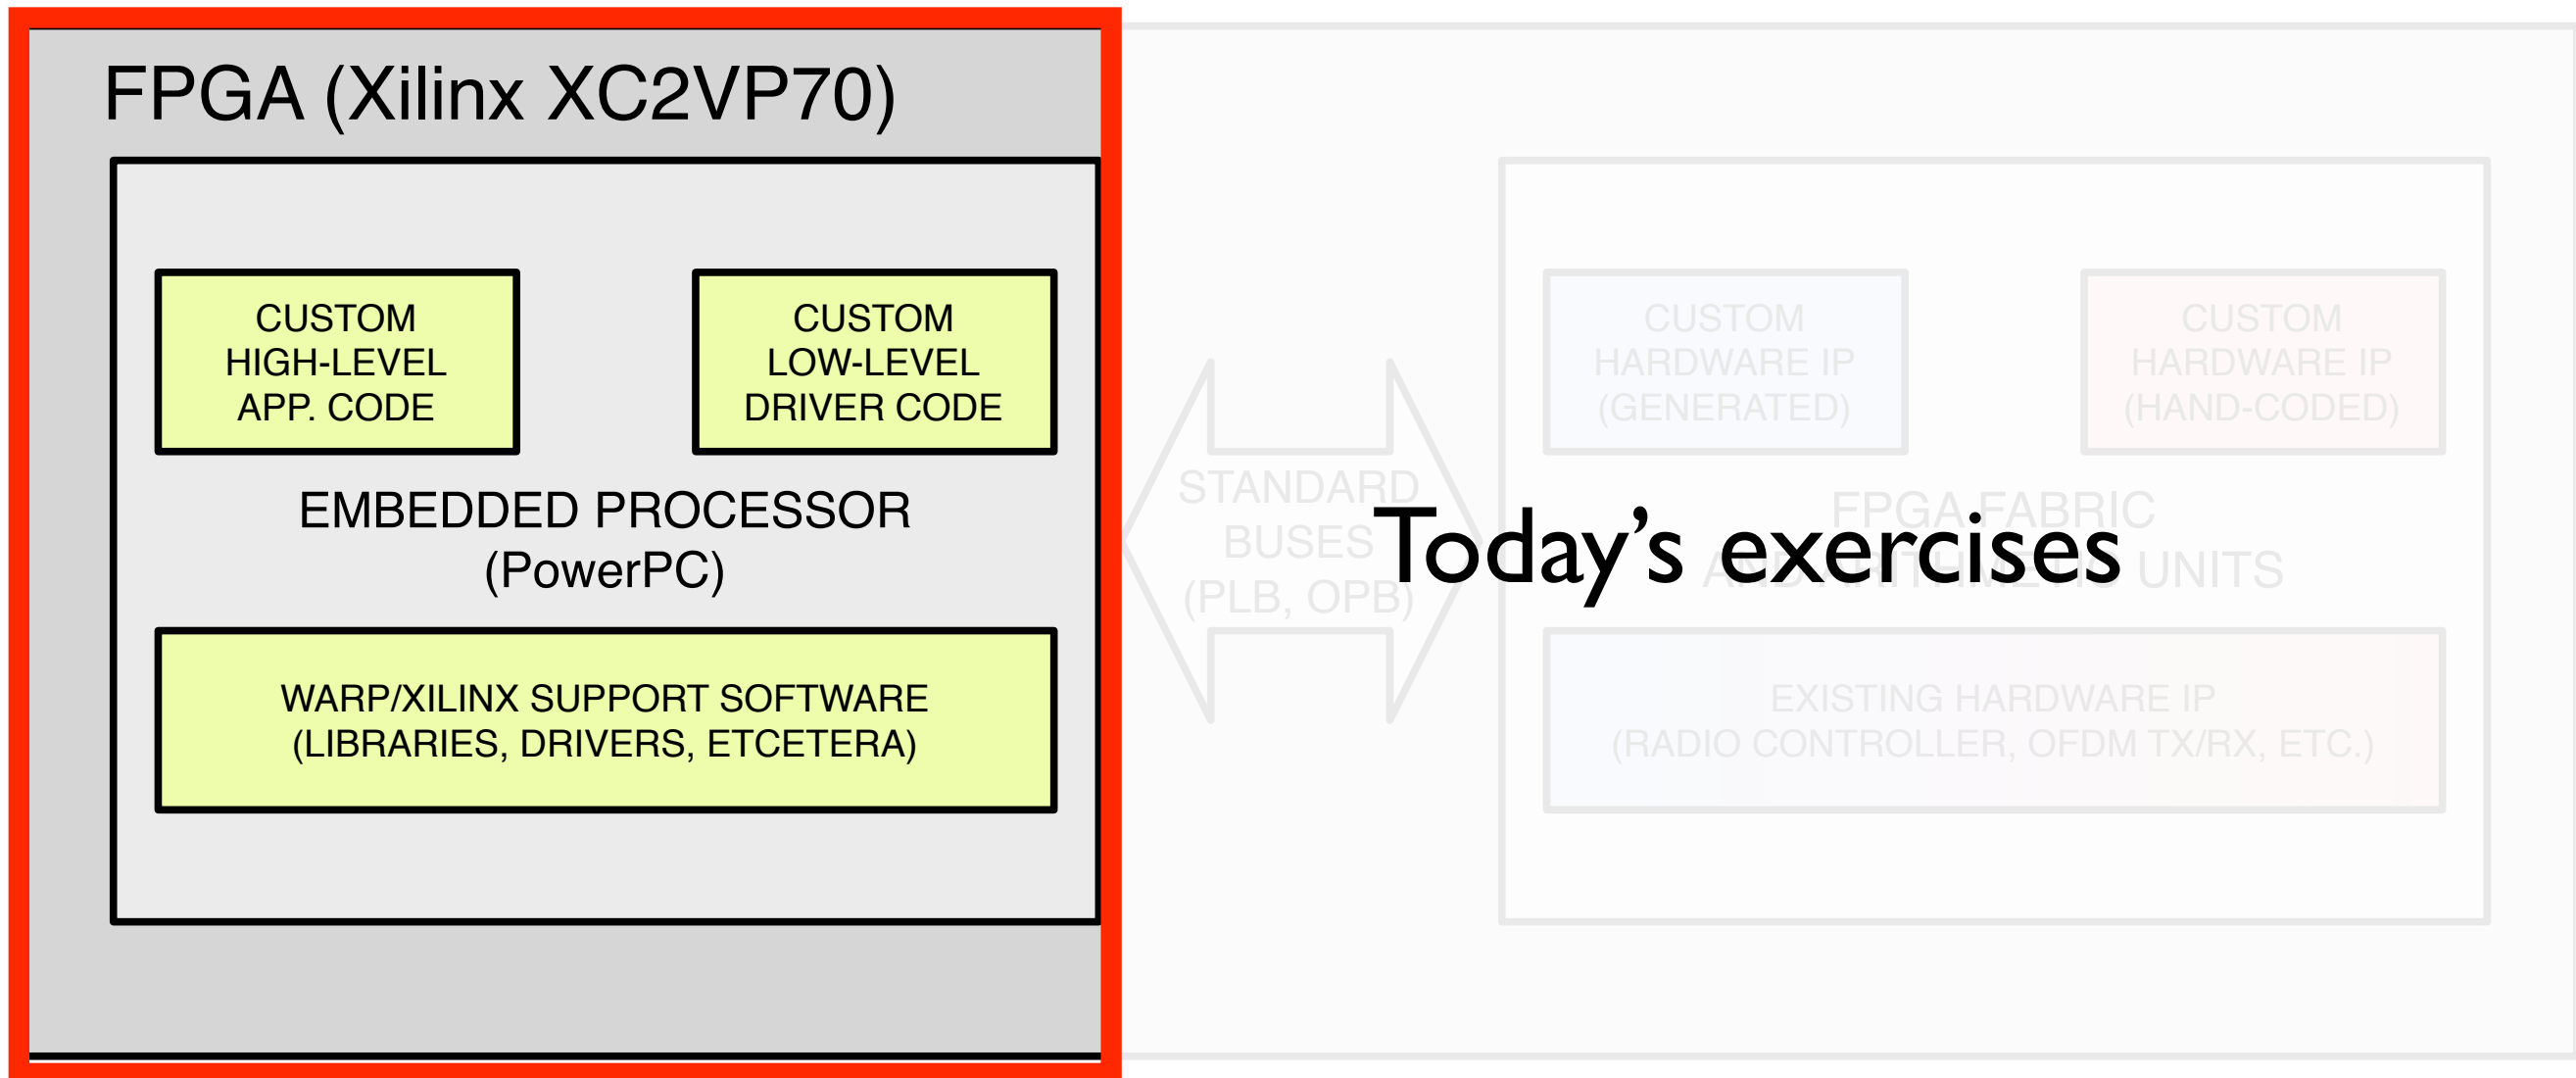 FPGA (Xilinx XC2VP70)
CUSTOM
HIGH-LEVEL
APP. CODE
CUSTOM
LOW-LEVEL
DRIVER CODE
EMBEDDED PROCESSOR
(PowerPC)
WARP/XILINX SUPPORT SOFTWARE
(LIBRARIES, DRIVERS, ETCETERA)
STANDARD
BUSES
(PLB, OPB)
Today's exercises
CUSTOM
HARDWARE IP
(GENERATED)
CUSTOM
HARDWARE IP
(HAND-CODED)
FPGA FABRIC
AND ARITHMETIC UNITS
EXISTING HARDWARE IP
(RADIO CONTROLLER, OFDM TX/RX, ETC.)